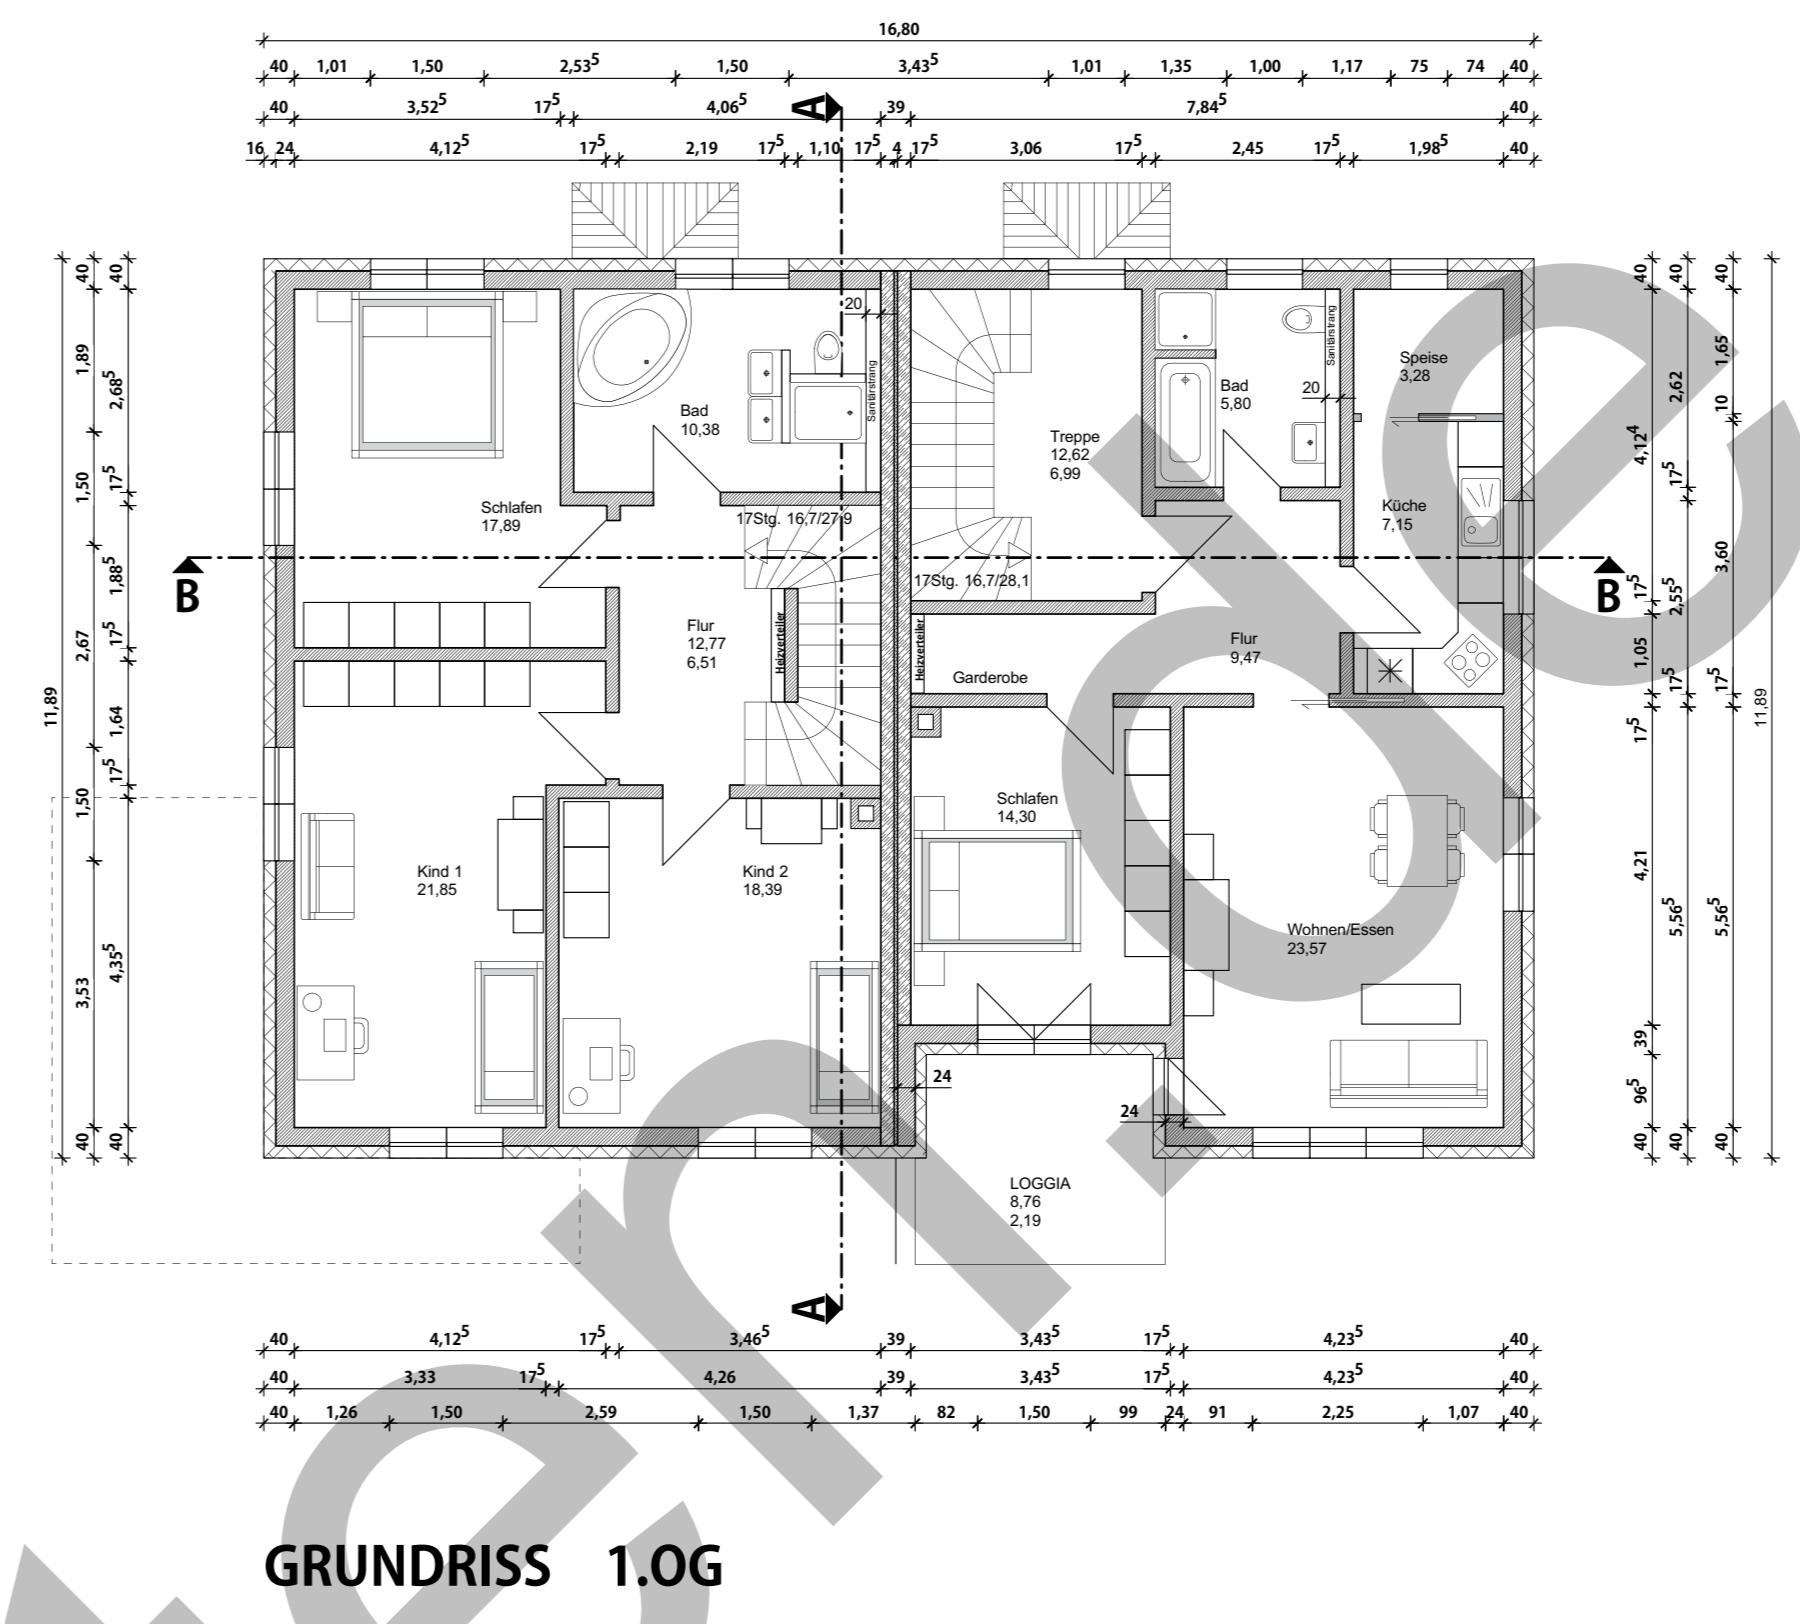 16,80
40 1,01 1,50 2,53⁵ 1,50 3,43⁵ 1,01 1,35 1,00 1,17 75 74 40
40 3,52⁵ 17⁵ 4,06⁵ 39 7,84⁵ 40
A
16 24 4,12⁵ 17⁵ 2,19 17⁵ 1,10 17⁵ 4 17⁵ 3,06 17⁵ 2,45 17⁵ 1,98⁵ 40
11,89
40 1,89 1,50 2,67 1,50 3,53 40
40 2,68⁵ 17⁵ 1,88⁵ 17⁵ 1,64 17⁵ 4,35⁵ 40
20
Sanitärstrang
Bad
10,38
Schlafen
17,89
17Stg. 16,7/27,9
Flur
12,77
6,51
Heizverteiler
Kind 1
21,85
Kind 2
18,39
Treppe
12,62
6,99
17Stg. 16,7/28,1
Bad
5,80
20
Sanitärstrang
Speise
3,28
Küche
7,15
B
B
Flur
9,47
Heizverteiler
Garderobe
Schlafen
14,30
Wohnen/Essen
23,57
24
24
LOGGIA
8,76
2,19
40 4,12⁴ 17⁵ 1,05 17⁵ 4,21 39 96⁵ 40
40 2,62 17⁵ 2,55⁵ 17⁵ 5,56⁵ 40
40 1,65 10 3,60 17⁵ 5,56⁵ 40
11,89
A
40 4,12⁵ 17⁵ 3,46⁵ 39 3,43⁵ 17⁵ 4,23⁵ 40
40 3,33 17⁵ 4,26 39 3,43⁵ 17⁵ 4,23⁵ 40
40 1,26 1,50 2,59 1,50 1,37 82 1,50 99 24 91 2,25 1,07 40
en.de
GRUNDRISS 1.OG